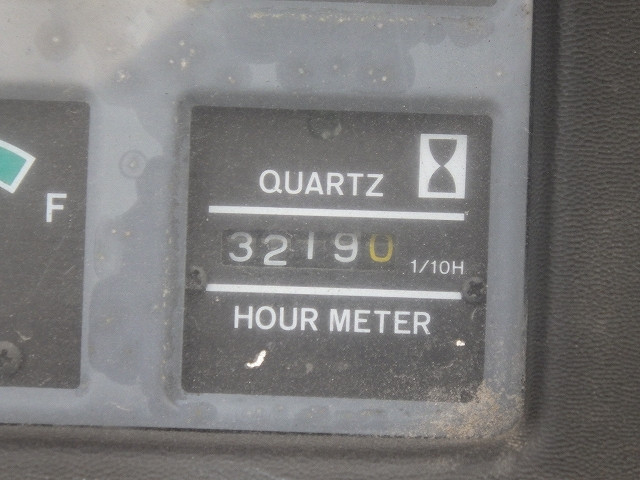 F
QUARTZ
32190
1/10H
HOUR METER